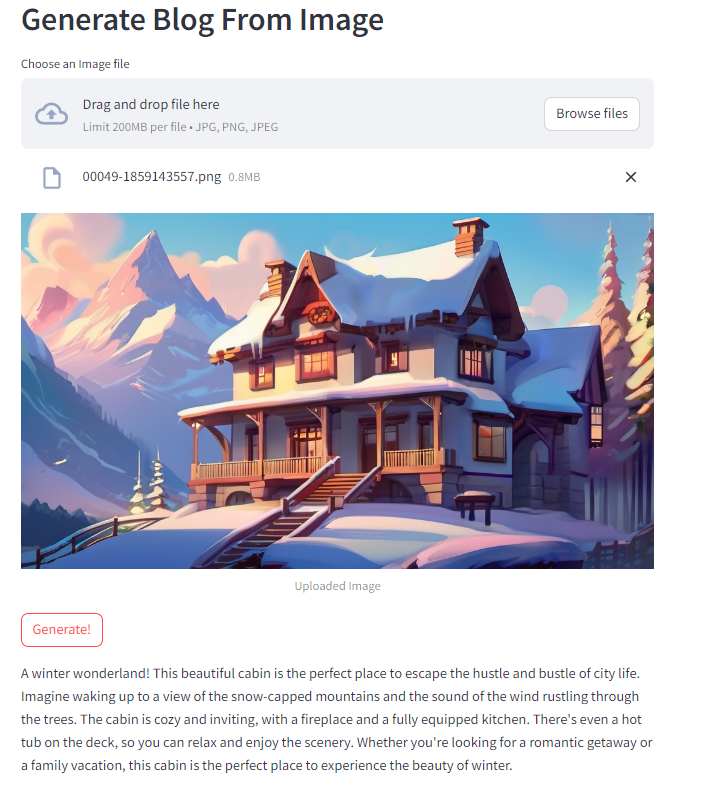 Generate Blog From Image
Choose an Image file
Drag and drop file here
Limit 200MB per file • JPG, PNG, JPEG
Browse files
00049-1859143557.png 0.8MB
Uploaded Image
Generate!
A winter wonderland! This beautiful cabin is the perfect place to escape the hustle and bustle of city life.
Imagine waking up to a view of the snow-capped mountains and the sound of the wind rustling through
the trees. The cabin is cozy and inviting, with a fireplace and a fully equipped kitchen. There's even a hot
tub on the deck, so you can relax and enjoy the scenery. Whether you're looking for a romantic getaway or
a family vacation, this cabin is the perfect place to experience the beauty of winter.